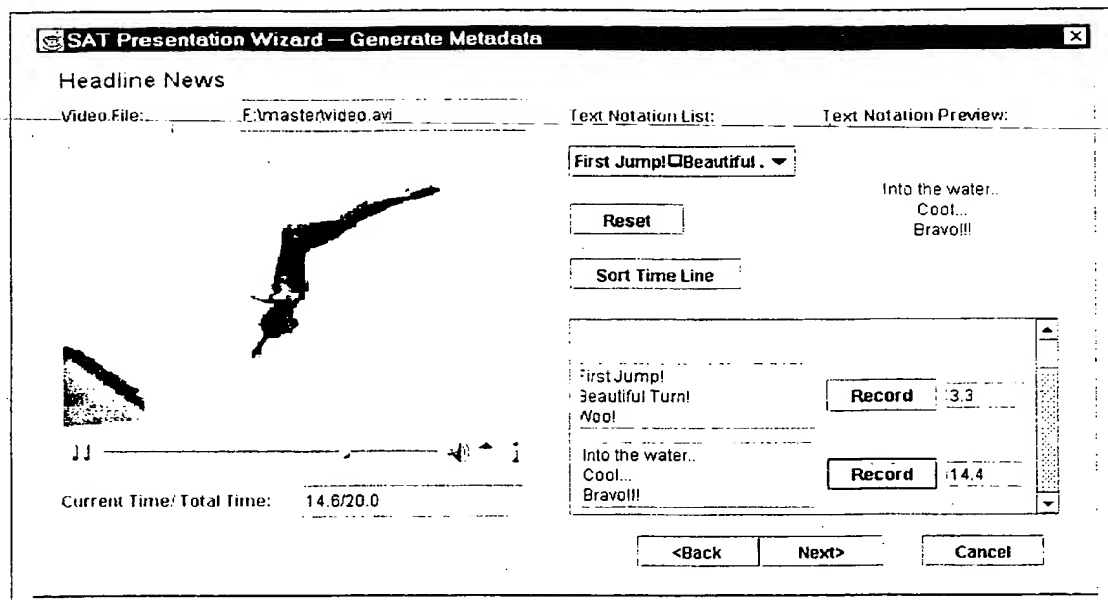 SAT Presentation Wizard — Generate Metadata
Headline News
Video File: F:\master\video.avi Text Notation List: Text Notation Preview:
First Jump!□Beautiful .
Into the water..
Cool...
Bravo!!!
Reset
Sort Time Line
First Jump!
Beautiful Turn!
Woo!
Record 3.3
Into the water..
Cool...
Bravo!!!
Record 14.4
Current Time/ Total Time: 14.6/20.0
<Back Next> Cancel